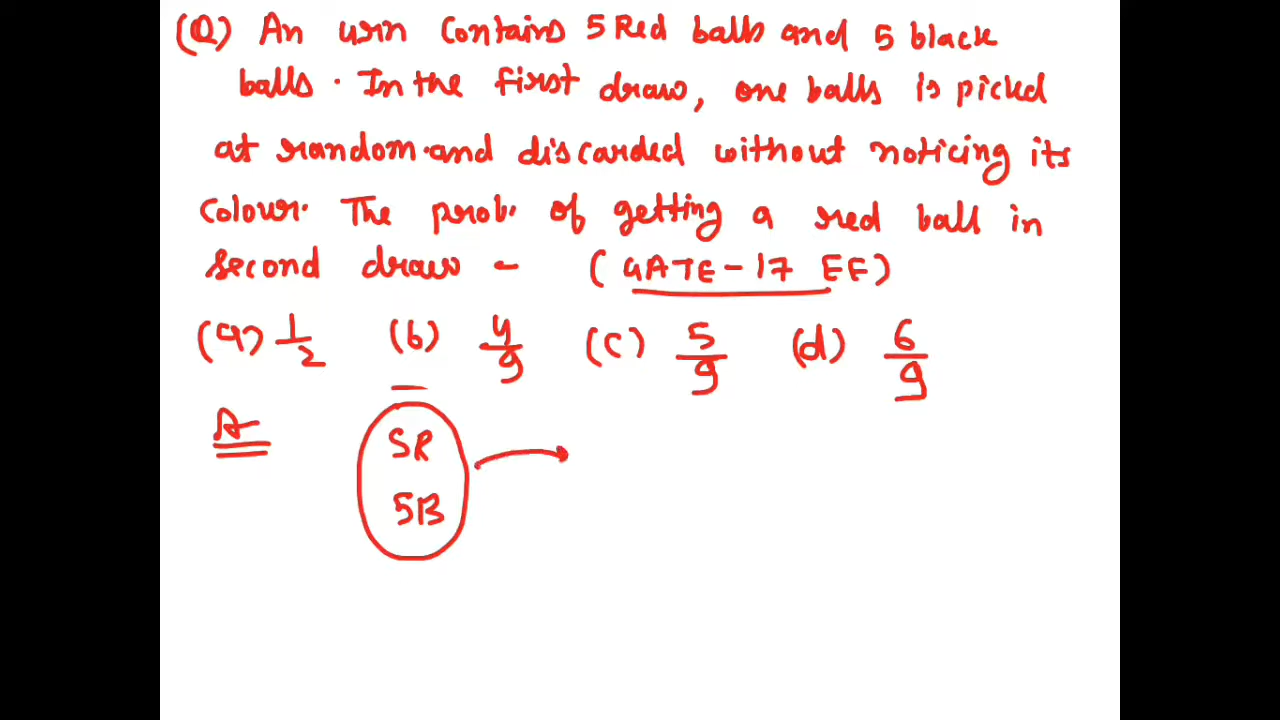 (Q) An urn Contains 5 Red balls and 5 black
balls. In the first draw, one balls is picked
at random.and discarded without noticing its
Colour. The prob. of getting a red ball in
second draw - (GATE-17 EE)
(a) 1/2 (b) 4/9 (c) 5/9 (d) 6/9
A
5R
5B